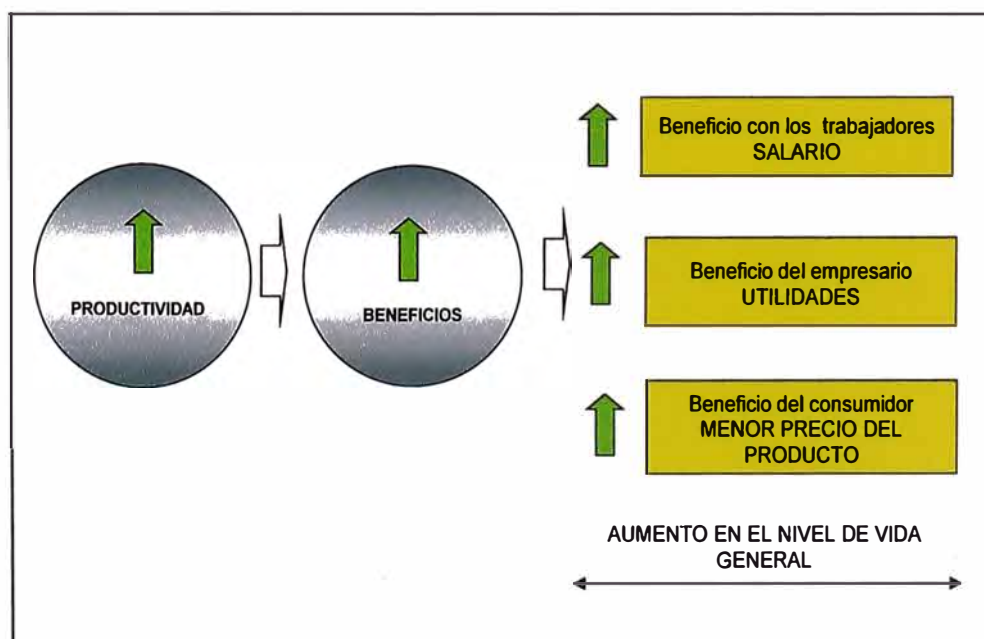 PRODUCTIVIDAD
BENEFICIOS
Beneficio con los trabajadores
SALARIO
Beneficio del empresario
UTILIDADES
Beneficio del consumidor
MENOR PRECIO DEL
PRODUCTO
AUMENTO EN EL NIVEL DE VIDA
GENERAL